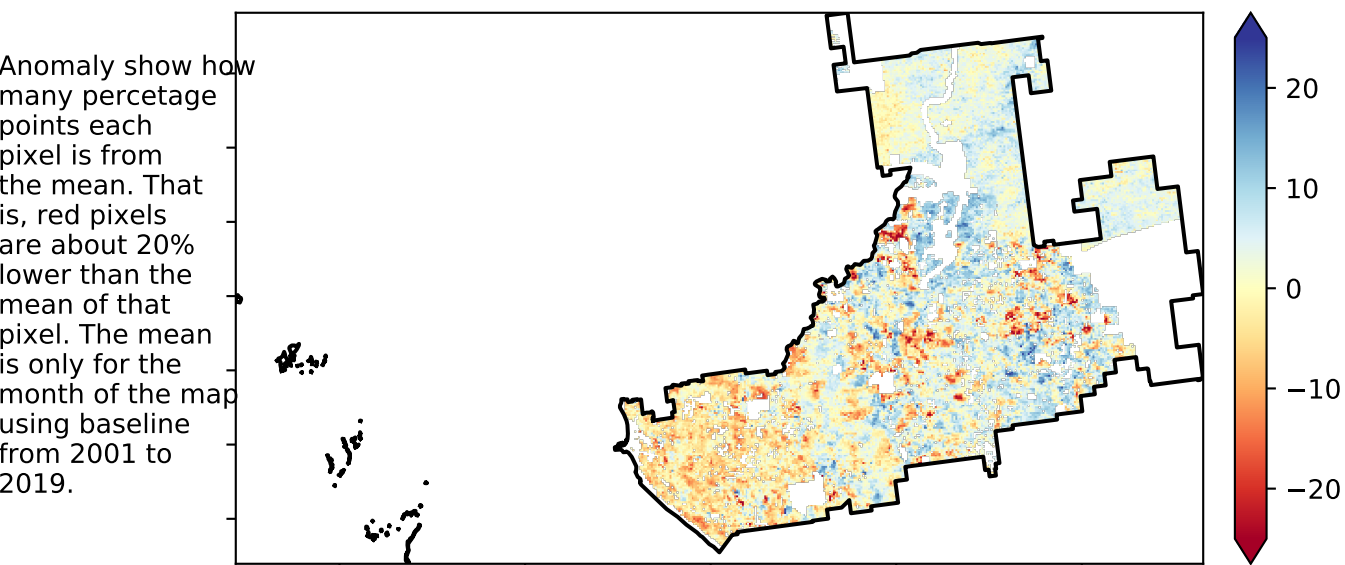 Anomaly show how
many percetage
points each
pixel is from
the mean. That
is, red pixels
are about 20%
lower than the
mean of that
pixel. The mean
is only for the
month of the map
using baseline
from 2001 to
2019.
20
10
0
−10
−20